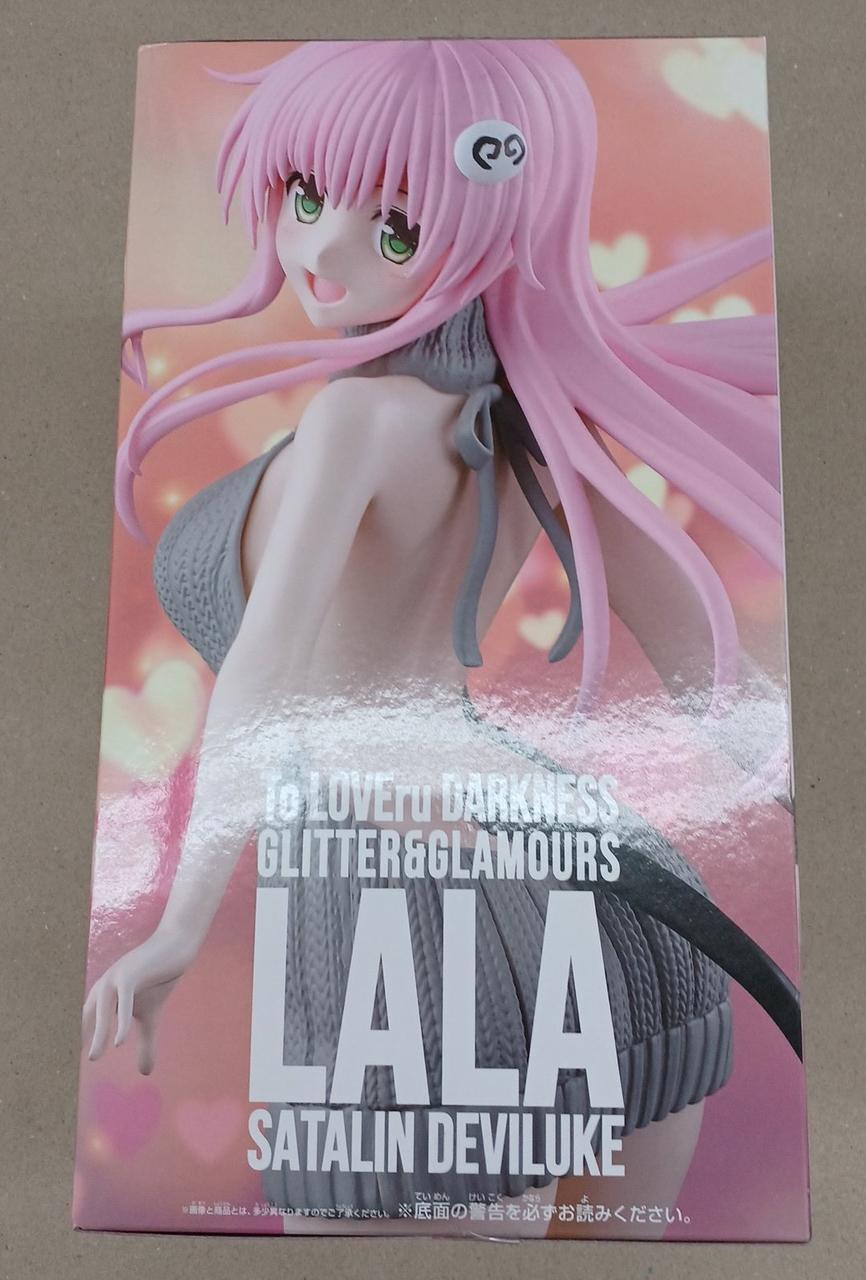 To LOVEru DARKNESS
GLITTER&GLAMOURS
LALA
SATALIN DEVILUKE
※画像と商品とは、多少異なりますのでご了承ください。 ※底面の警告を必ずお読みください。